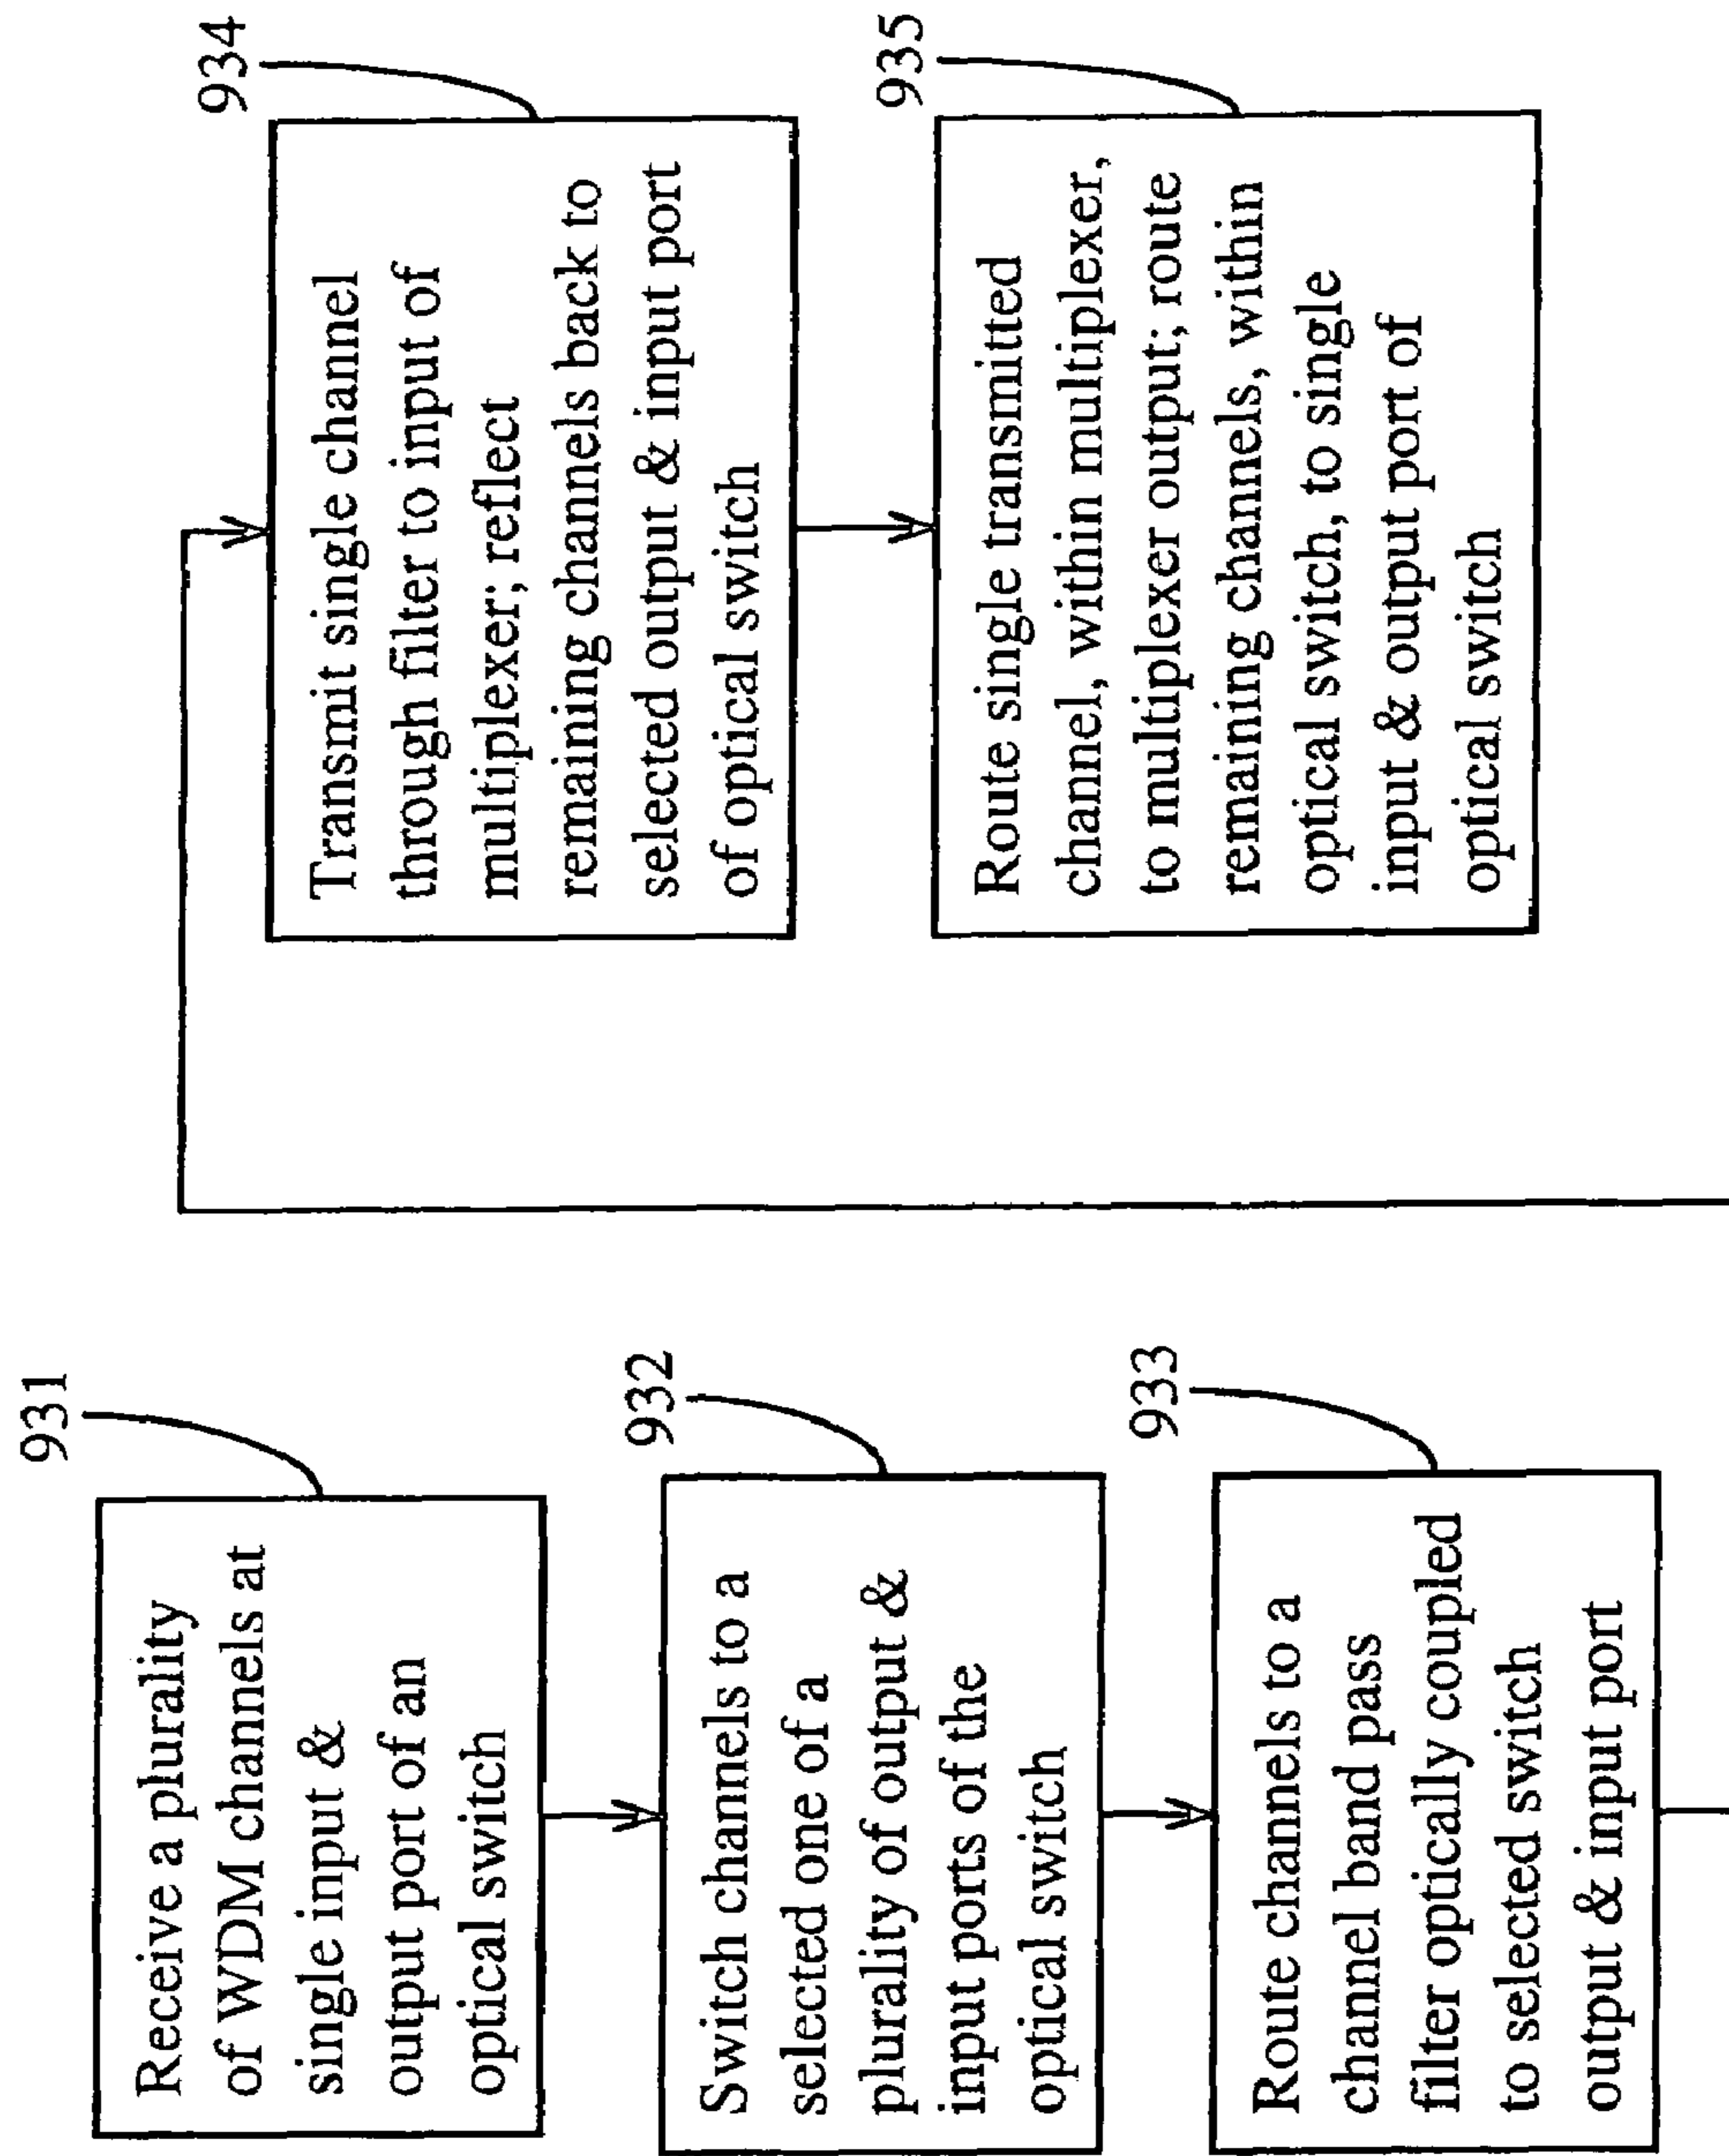 931
Receive a plurality
of WDM channels at
single input &
output port of an
optical switch
932
Switch channels to a
selected one of a
plurality of output &
input ports of the
optical switch
933
Route channels to a
channel band pass
filter optically coupled
to selected switch
output & input port
934
Transmit single channel
through filter to input of
multiplexer; reflect
remaining channels back to
selected output & input port
of optical switch
935
Route single transmitted
channel, within multiplexer,
to multiplexer output; route
remaining channels, within
optical switch, to single
input & output port of
optical switch